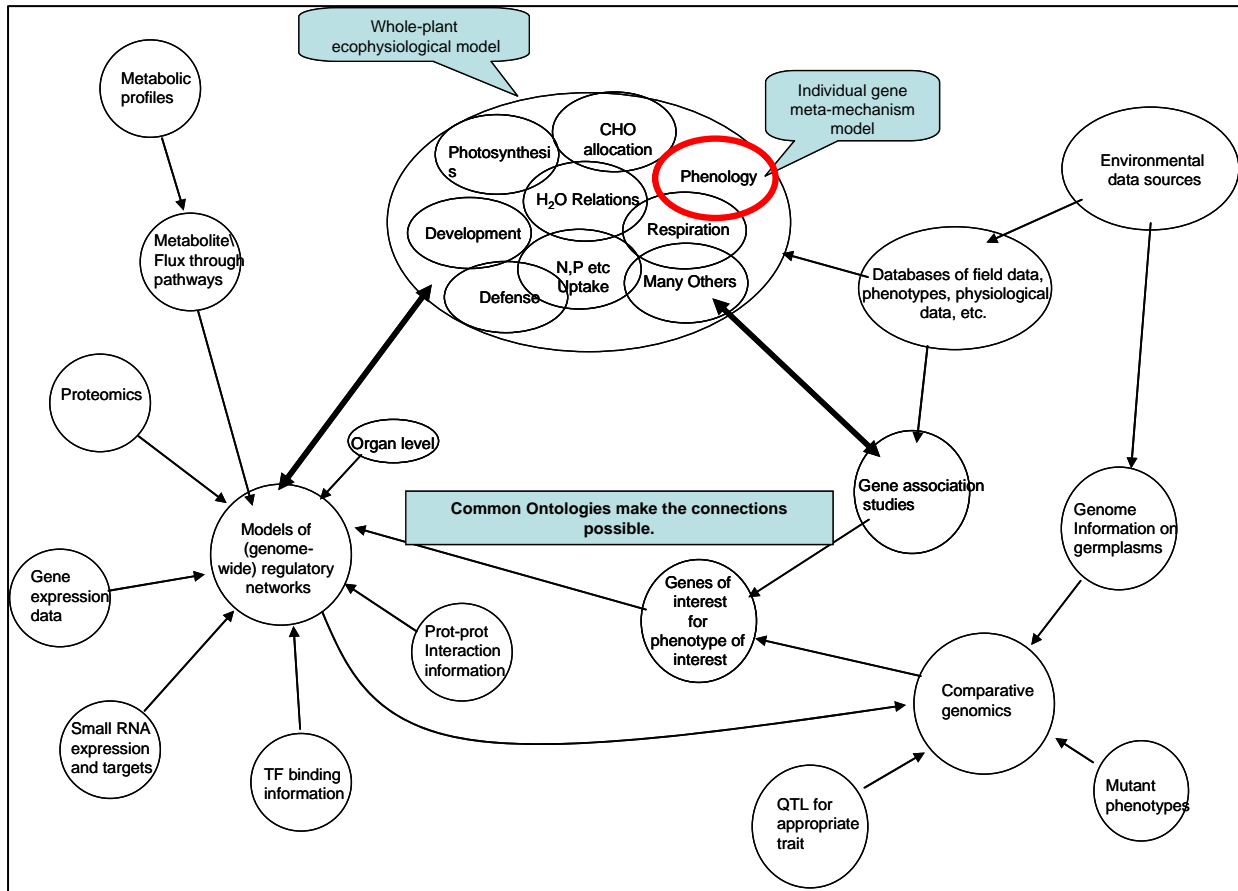 Whole-plant
ecophysiological model
Metabolic
profiles
Individual gene
meta-mechanism
model
CHO
allocation
Photosynthesi
s
Phenology
Environmental
data sources
H₂O Relations
Development
Respiration
Metabolite\
Flux through
pathways
N,P etc
Uptake
Many Others
Defense
Databases of field data,
phenotypes, physiological
data, etc.
Proteomics
Organ level
Gene association
studies
Common Ontologies make the connections
possible.
Genome
Information on
germplasms
Models of
(genome-
wide) regulatory
networks
Gene
expression
data
Genes of
interest
for
phenotype of
interest
Prot-prot
Interaction
information
Comparative
genomics
Small RNA
expression
and targets
TF binding
information
QTL for
appropriate
trait
Mutant
phenotypes